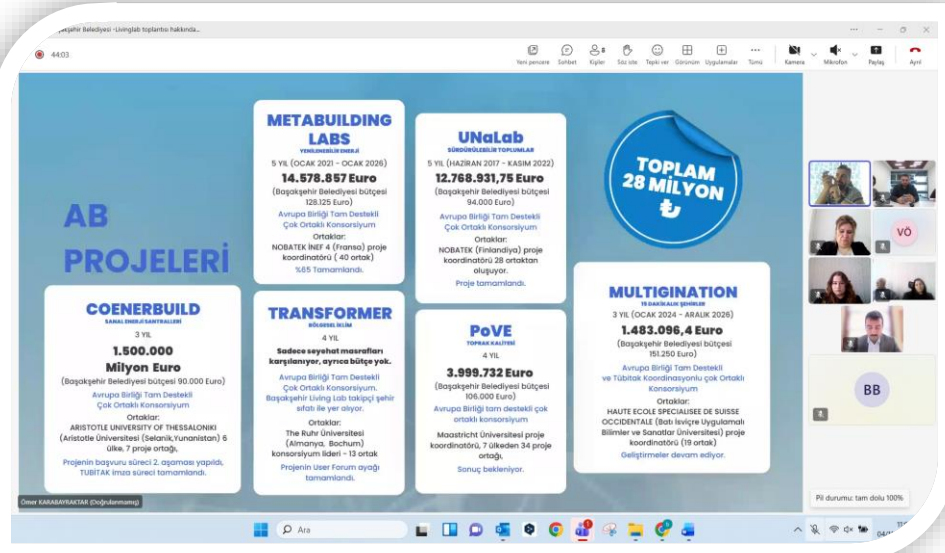 Başakşehir Belediyesi -Livinglab toplantısı hakkında...
44:03
Yeni pencere
Sohbet
Kişiler
8
Söz iste
Tepki ver
Görünüm
Uygulamalar
Tümü
Kamera
Mikrofon
Paylaş
Ayrıl
AB
PROJELERİ
METABUILDING
LABS
YENİLENEBİLİR ENERJİ
5 YIL (OCAK 2021 - OCAK 2026)
14.578.857 Euro
(Başakşehir Belediyesi bütçesi
128.125 Euro)
Avrupa Birliği Tam Destekli
Çok Ortaklı Konsorsiyum
Ortaklar:
NOBATEK İNEF 4 (Fransa) proje
koordinatörü ( 40 ortak)
%65 Tamamlandı.
UNaLab
SÜRDÜRÜLEBİLİR TOPLUMLAR
5 YIL (HAZİRAN 2017 - KASIM 2022)
12.768.931,75 Euro
(Başakşehir Belediyesi bütçesi
94.000 Euro)
Avrupa Birliği Tam Destekli
Çok Ortaklı Konsorsiyum
Ortaklar:
NOBATEK (Finlandiya) proje
koordinatörü 28 ortaktan
oluşuyor.
Proje tamamlandı.
TOPLAM
28 MİLYON
₺
COENERBUILD
SANAL ENERJİ SANTRALLERİ
3 YIL
1.500.000
Milyon Euro
(Başakşehir Belediyesi bütçesi 90.000 Euro)
Avrupa Birliği Tam Destekli
Çok Ortaklı Konsorsiyum
Ortaklar:
ARISTOTLE UNIVERSITY OF THESSALONIKI
(Aristotle Üniversitesi (Selanik,Yunanistan) 6
ülke, 7 proje ortağı,
Projenin başvuru süreci 2. aşaması yapıldı,
TUBİTAK imza süreci tamamlandı.
TRANSFORMER
BÖLGESEL İKLİM
4 YIL
Sadece seyehat masrafları
karşılanıyor, ayrıca bütçe yok.
Avrupa Birliği Tam Destekli
Çok Ortaklı Konsorsiyum.
Başakşehir Living Lab takipçi şehir
sıfatı ile yer alıyor.
Ortaklar:
The Ruhr Üniversitesi
(Almanya, Bochum)
konsorsiyum lideri - 13 ortak
Projenin User Forum ayağı
tamamlandı.
PoVE
TOPRAK KALİTESİ
4 YIL
3.999.732 Euro
(Başakşehir Belediyesi bütçesi
106.000 Euro)
Avrupa Birliği tam destekli çok
ortaklı konsorsiyum
Maastricht Üniversitesi proje
koordinatörü, 7 ülkeden 34 proje
ortağı,
Sonuç bekleniyor.
MULTIGINATION
15 DAKİKALIK ŞEHİRLER
3 YIL (OCAK 2024 - ARALIK 2026)
1.483.096,4 Euro
(Başakşehir Belediyesi bütçesi
151.250 Euro)
Avrupa Birliği Tam Destekli
ve Tübitak Koordinasyonlu çok Ortaklı
Konsorsiyum
Ortaklar:
HAUTE ECOLE SPECIALISEE DE SUISSE
OCCIDENTALE (Batı İsviçre Uygulamalı
Bilimler ve Sanatlar Üniversitesi) proje
koordinatörü (19 ortak)
Geliştirmeler devam ediyor.
VÖ
BB
Ömer KARABAYRAKTAR (Doğrulanmamış)
Pil durumu: tam dolu 100%
Ara